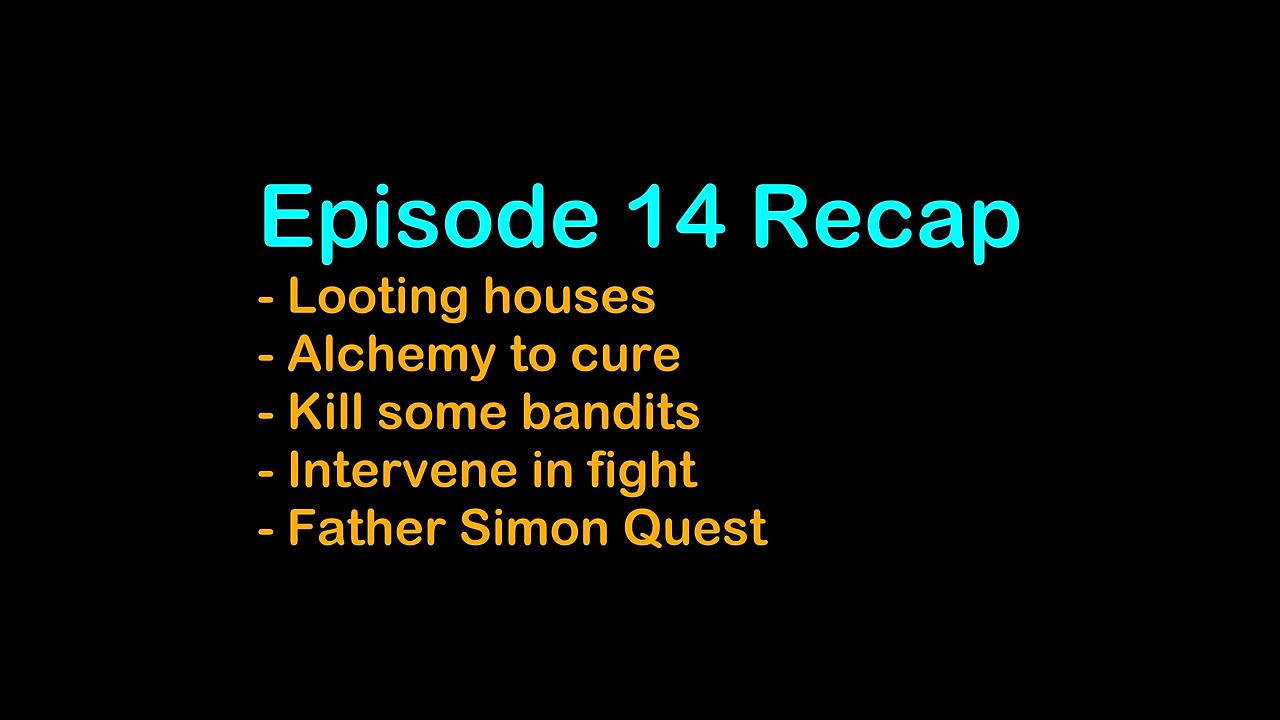 Episode 14 Recap
- Looting houses
- Alchemy to cure
- Kill some bandits
- Intervene in fight
- Father Simon Quest